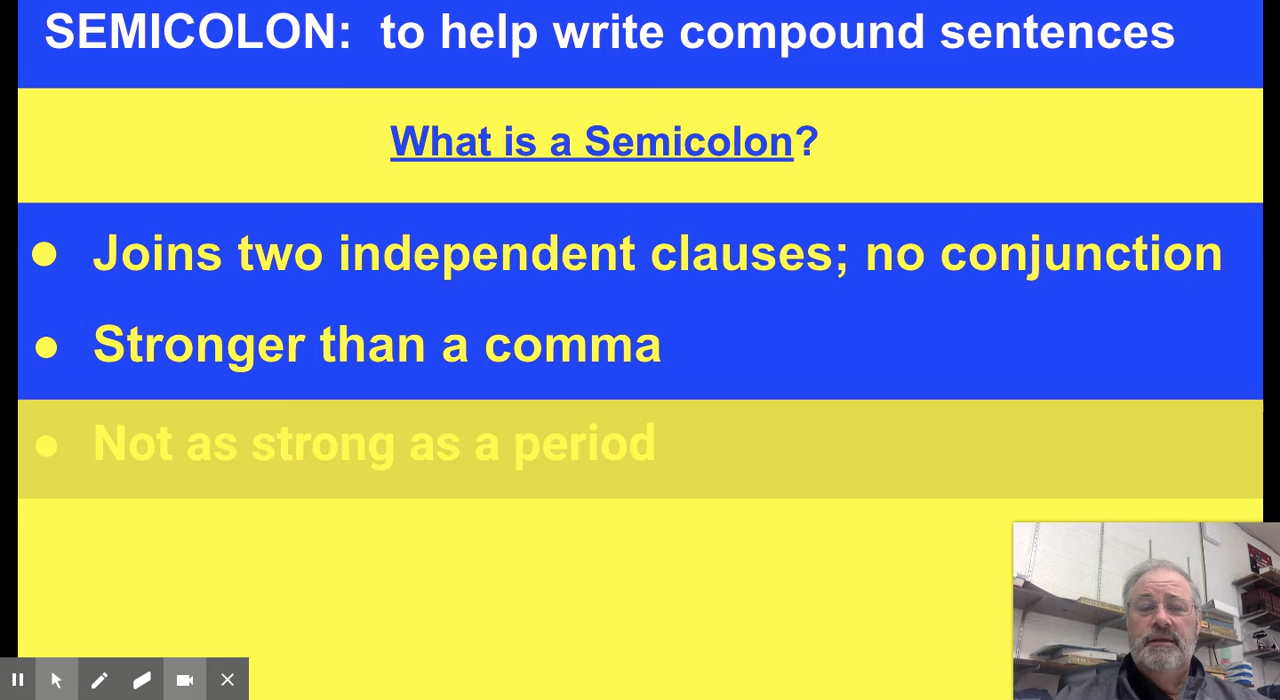 SEMICOLON: to help write compound sentences
What is a Semicolon?
● Joins two independent clauses; no conjunction
● Stronger than a comma
● Not as strong as a period